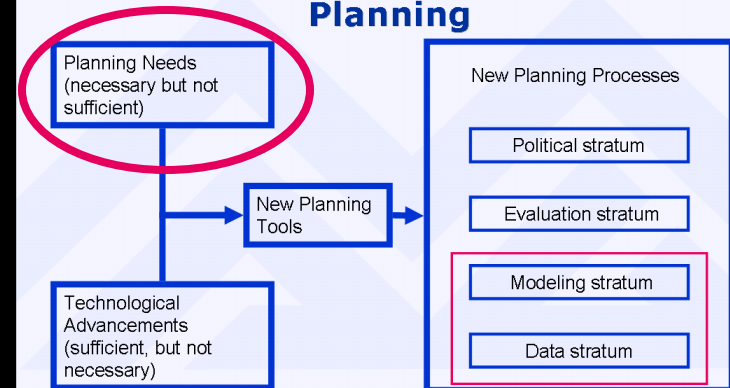 Planning
Planning Needs
(necessary but not
sufficient)
New Planning
Tools
Technological
Advancements
(sufficient, but not
necessary)
New Planning Processes
Political stratum
Evaluation stratum
Modeling stratum
Data stratum